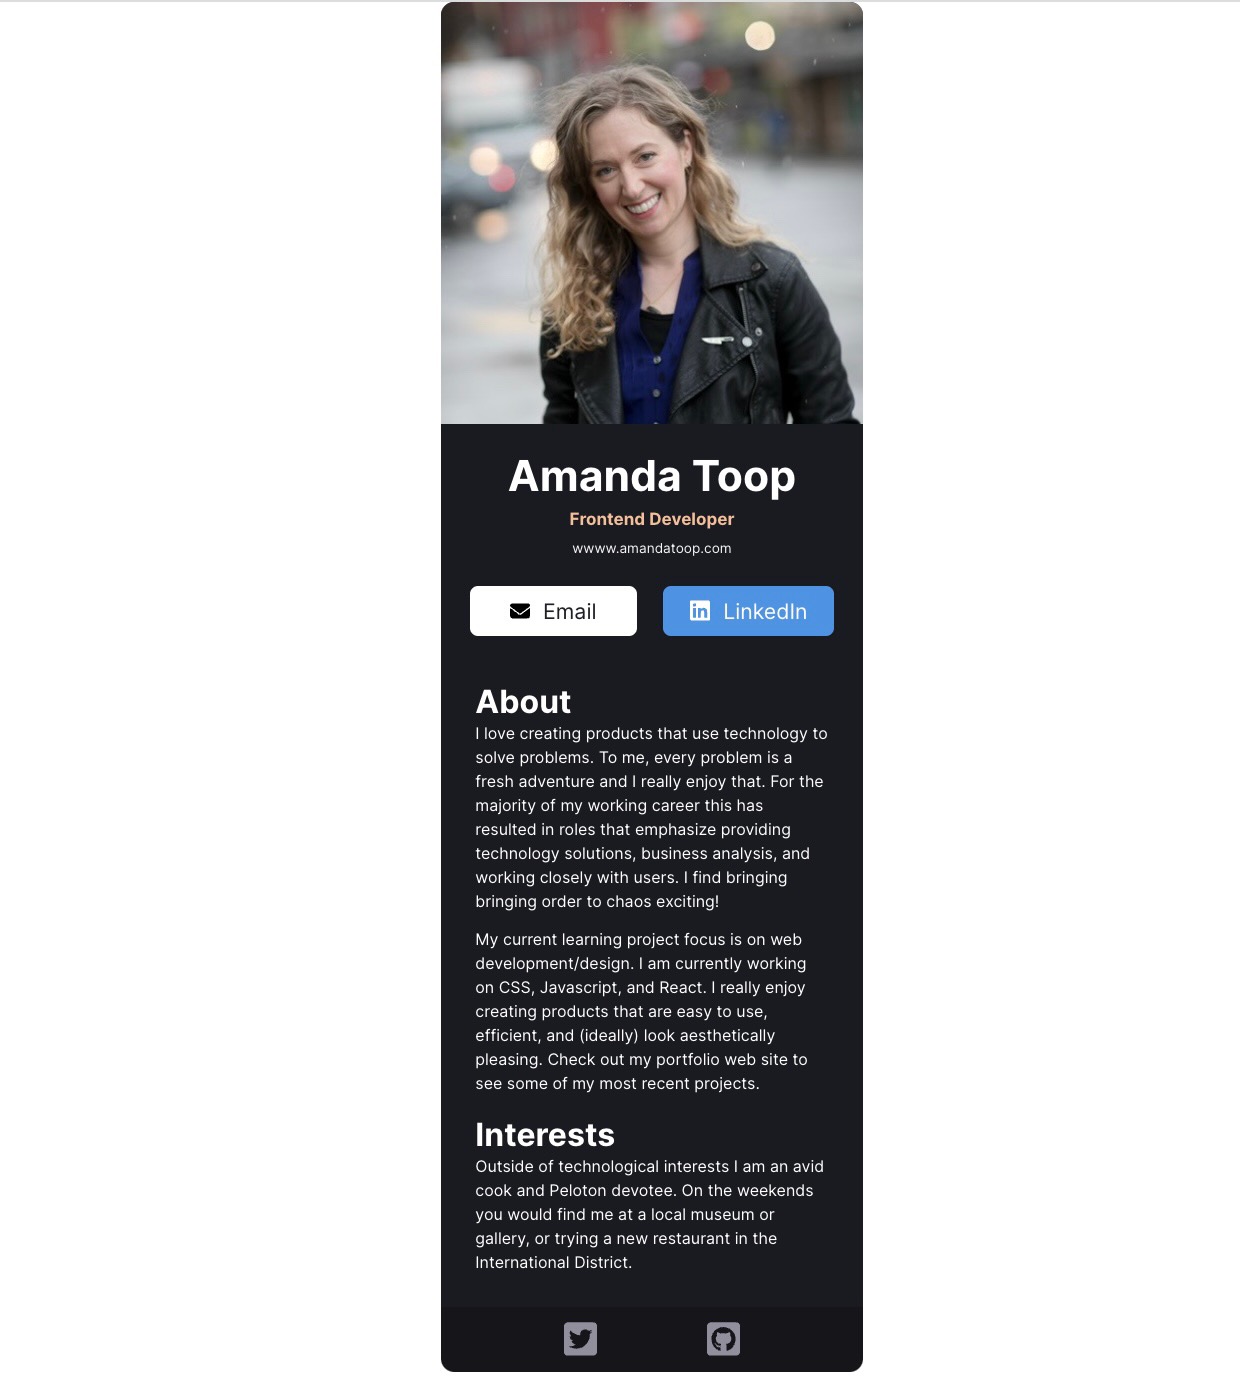 Amanda Toop
Frontend Developer
wwww.amandatoop.com
Email
LinkedIn
About
I love creating products that use technology to
solve problems. To me, every problem is a
fresh adventure and I really enjoy that. For the
majority of my working career this has
resulted in roles that emphasize providing
technology solutions, business analysis, and
working closely with users. I find bringing
bringing order to chaos exciting!
My current learning project focus is on web
development/design. I am currently working
on CSS, Javascript, and React. I really enjoy
creating products that are easy to use,
efficient, and (ideally) look aesthetically
pleasing. Check out my portfolio web site to
see some of my most recent projects.
Interests
Outside of technological interests I am an avid
cook and Peloton devotee. On the weekends
you would find me at a local museum or
gallery, or trying a new restaurant in the
International District.